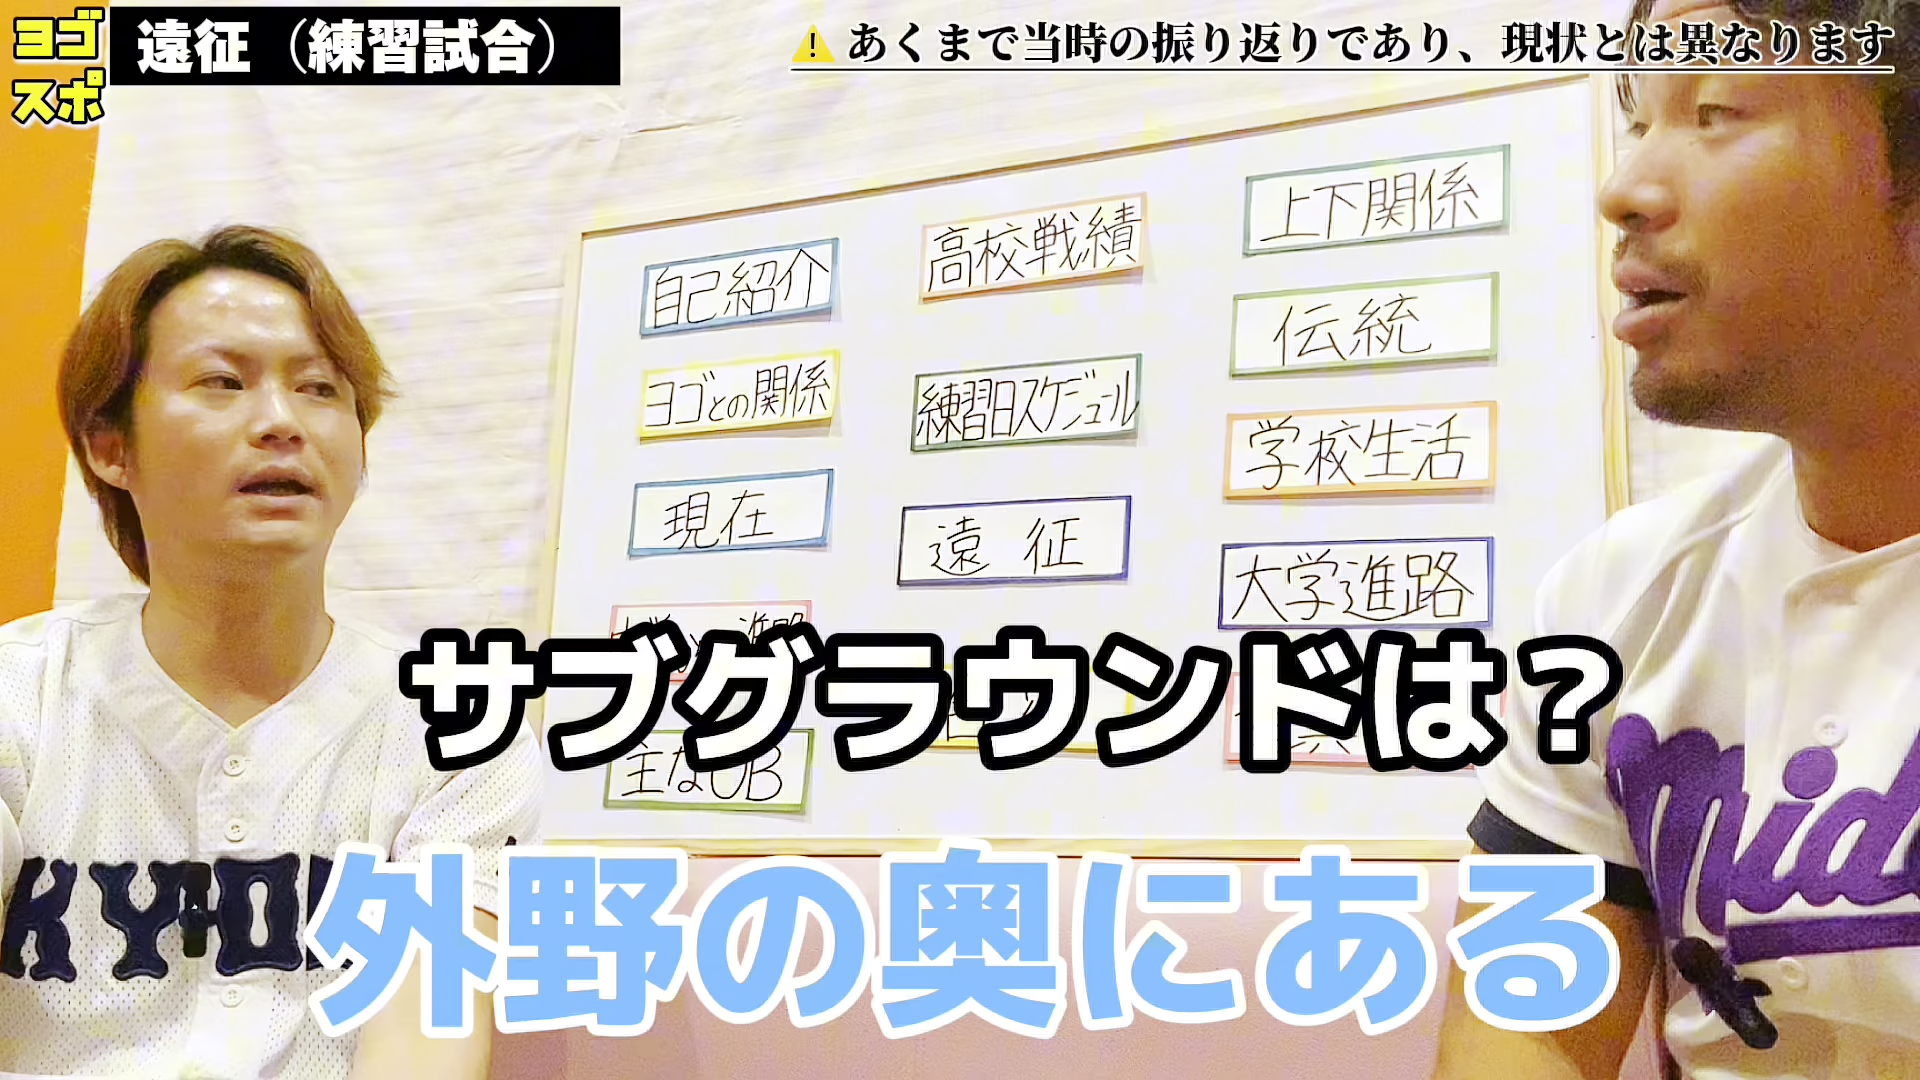 ヨゴ
スポ
遠征（練習試合）
⚠あくまで当時の振り返りであり、現状とは異なります
自己紹介
ヨゴとの関係
現在
主なOB
高校戦績
練習日スケジュール
遠征
上下関係
伝統
学校生活
大学進路
サブグラウンドは？
外野の奥にある
KYO
Mid